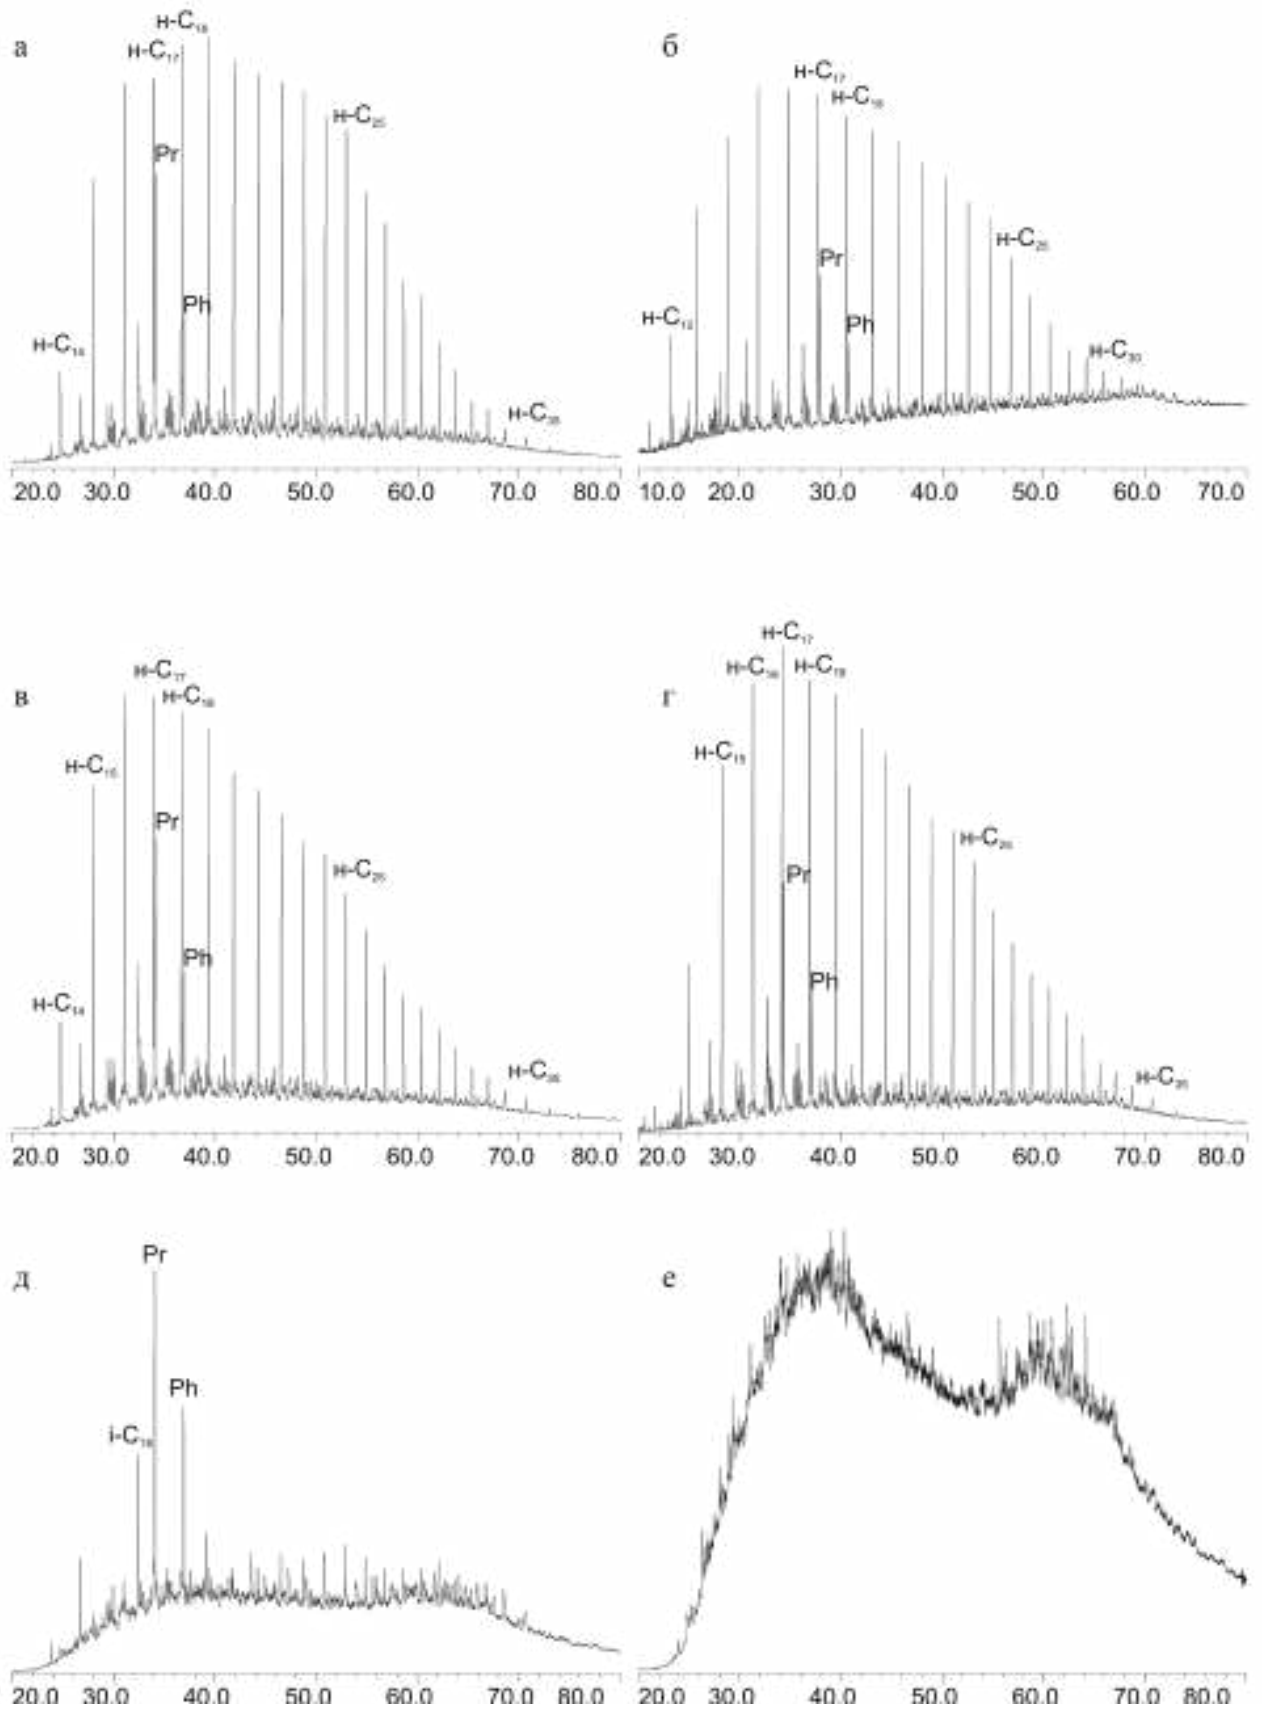 а
н-C₁₈
н-C₁₇
н-C₂₅
Pr
Ph
н-C₁₄
н-C₃₅
20.0 30.0 40.0 50.0 60.0 70.0 80.0
б
н-C₁₇
н-C₁₈
н-C₂₅
Pr
н-C₁₂
Ph
н-C₃₀
10.0 20.0 30.0 40.0 50.0 60.0 70.0
в
н-C₁₇
н-C₁₈
н-C₁₅
Pr
н-C₂₅
Ph
н-C₁₄
н-C₃₅
20.0 30.0 40.0 50.0 60.0 70.0 80.0
г
н-C₁₇
н-C₁₆ н-C₁₈
н-C₁₅
н-C₂₅
Pr
Ph
н-C₃₅
20.0 30.0 40.0 50.0 60.0 70.0 80.0
д
Pr
Ph
i-C₁₈
20.0 30.0 40.0 50.0 60.0 70.0 80.0
е
20.0 30.0 40.0 50.0 60.0 70.0 80.0